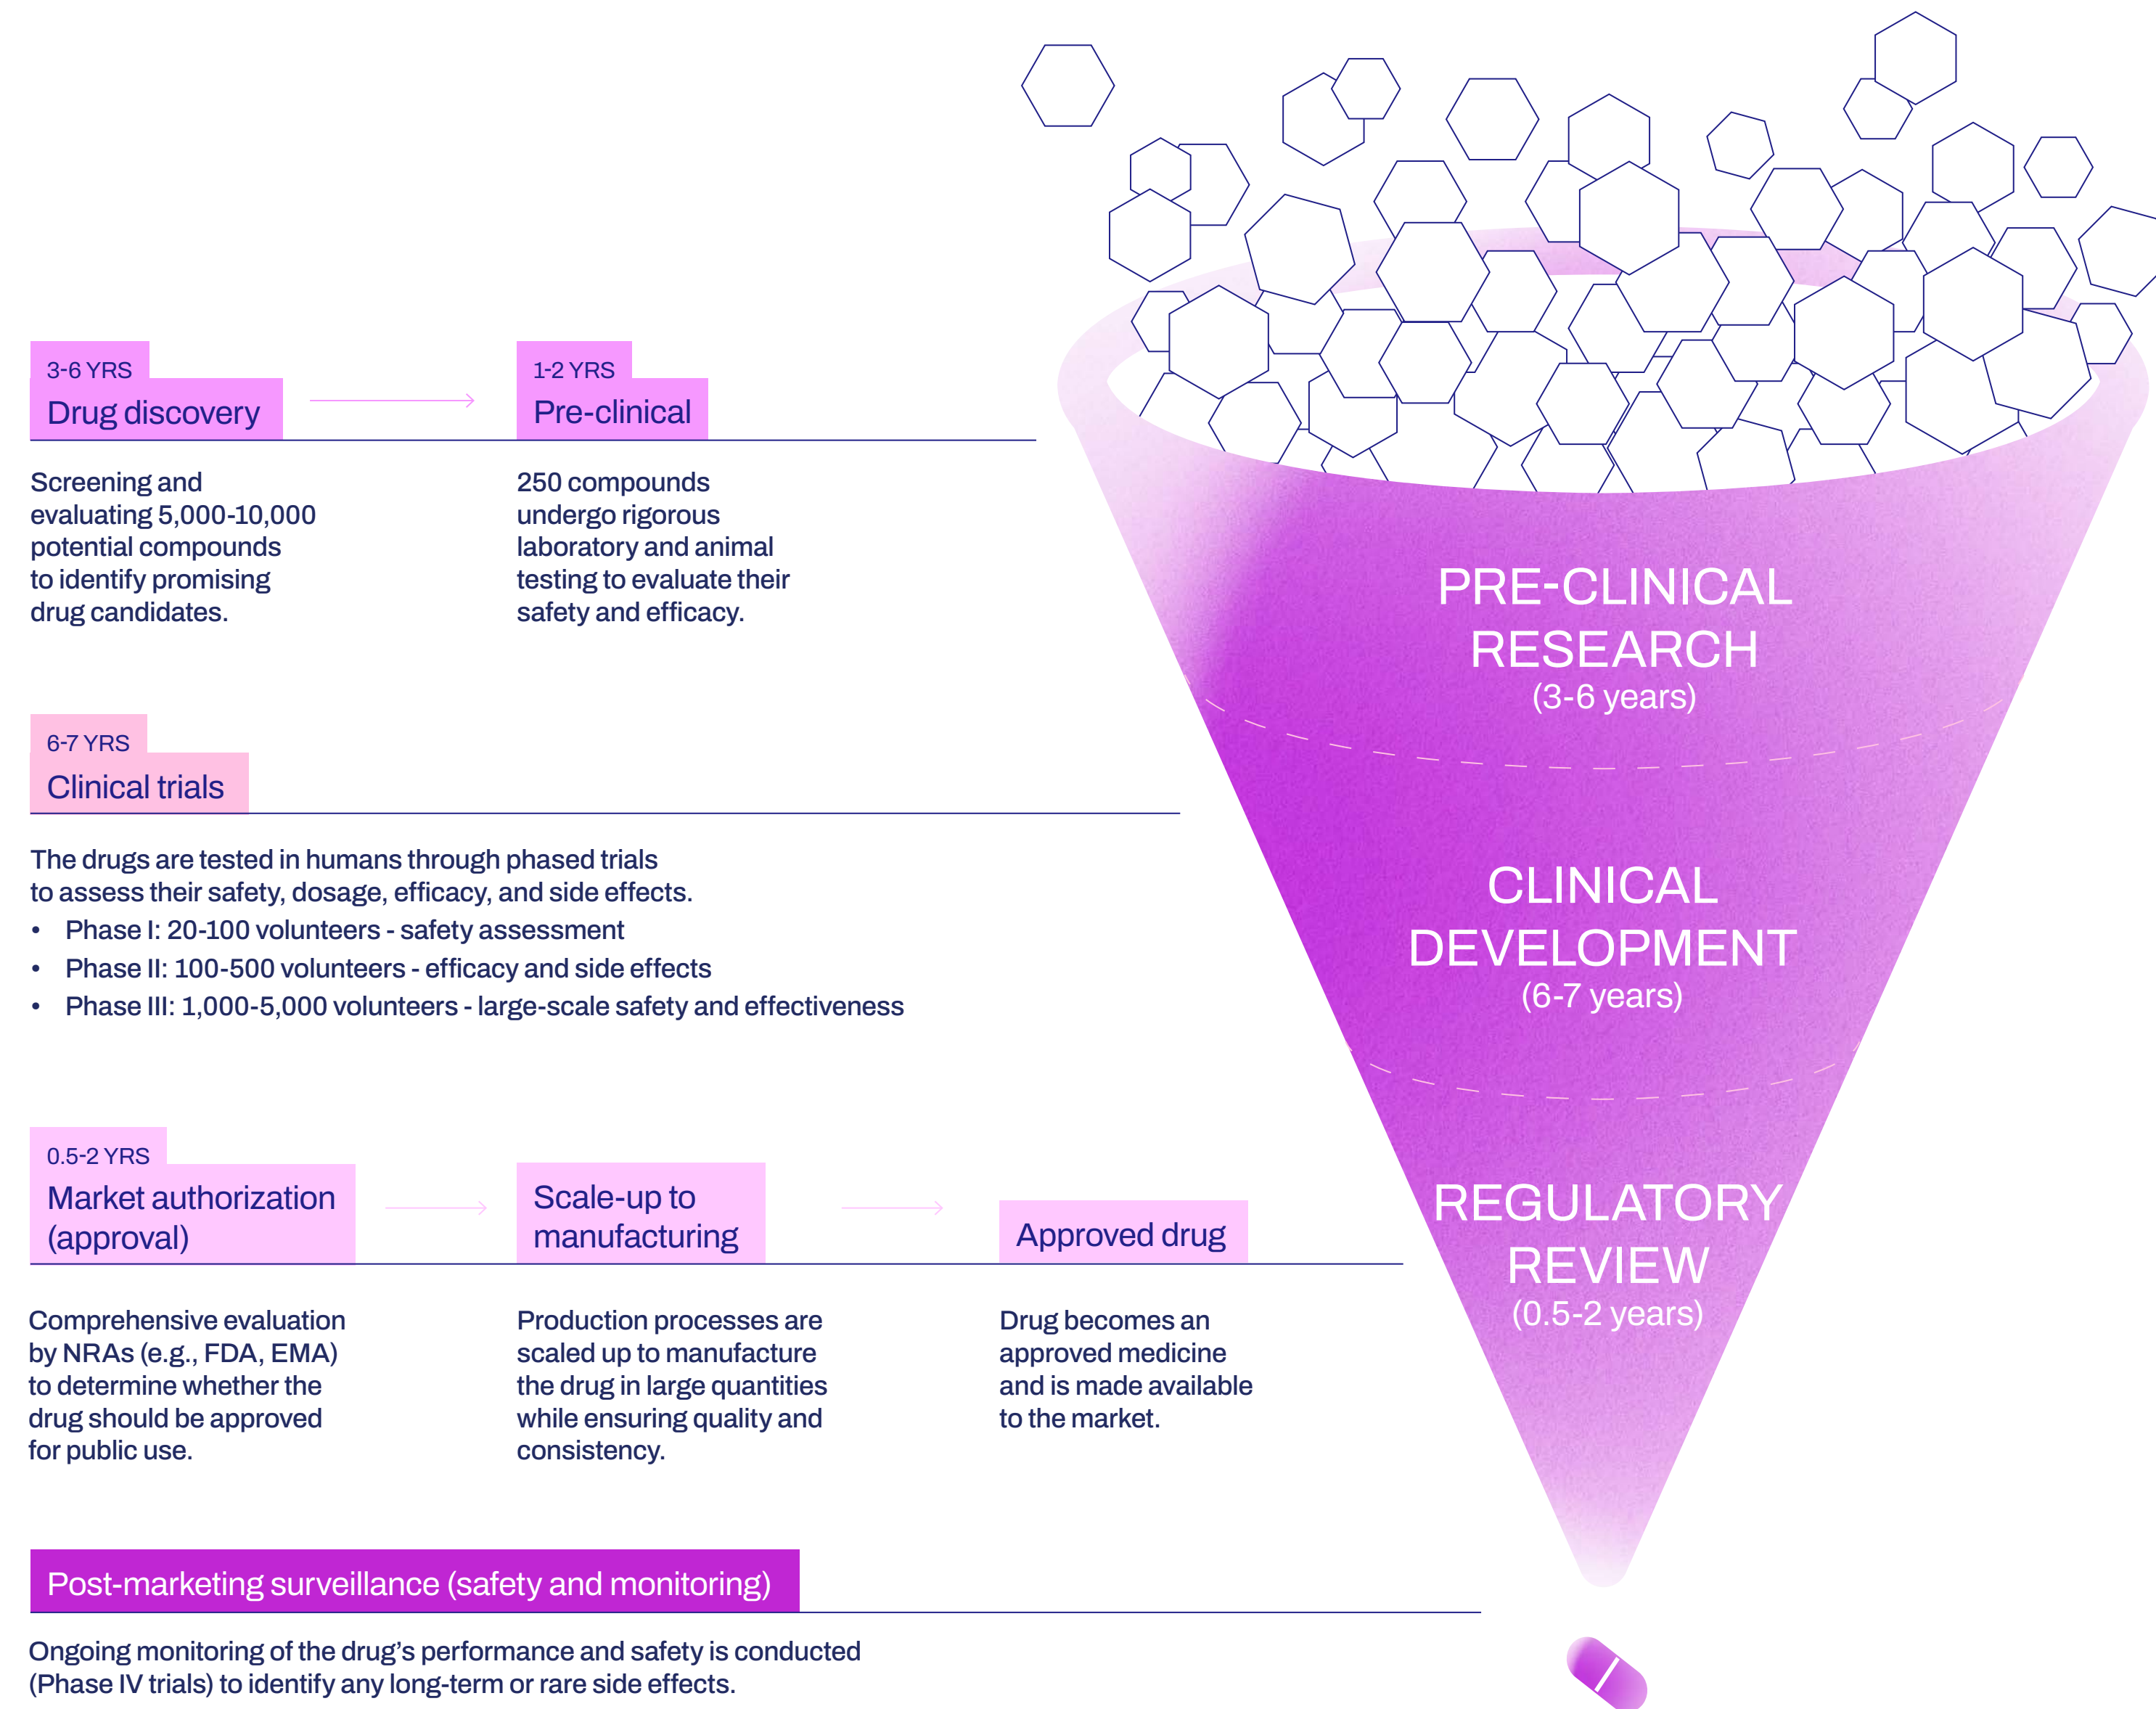 3-6 YRS
Drug discovery
Screening and
evaluating 5,000-10,000
potential compounds
to identify promising
drug candidates.
1-2 YRS
Pre-clinical
250 compounds
undergo rigorous
laboratory and animal
testing to evaluate their
safety and efficacy.
6-7 YRS
Clinical trials
The drugs are tested in humans through phased trials
to assess their safety, dosage, efficacy, and side effects.
• Phase I: 20-100 volunteers - safety assessment
• Phase II: 100-500 volunteers - efficacy and side effects
• Phase III: 1,000-5,000 volunteers - large-scale safety and effectiveness
0.5-2 YRS
Market authorization
(approval)
Comprehensive evaluation
by NRAs (e.g., FDA, EMA)
to determine whether the
drug should be approved
for public use.
Scale-up to
manufacturing
Production processes are
scaled up to manufacture
the drug in large quantities
while ensuring quality and
consistency.
Approved drug
Drug becomes an
approved medicine
and is made available
to the market.
Post-marketing surveillance (safety and monitoring)
Ongoing monitoring of the drug’s performance and safety is conducted
(Phase IV trials) to identify any long-term or rare side effects.
PRE-CLINICAL
RESEARCH
(3-6 years)
CLINICAL
DEVELOPMENT
(6-7 years)
REGULATORY
REVIEW
(0.5-2 years)